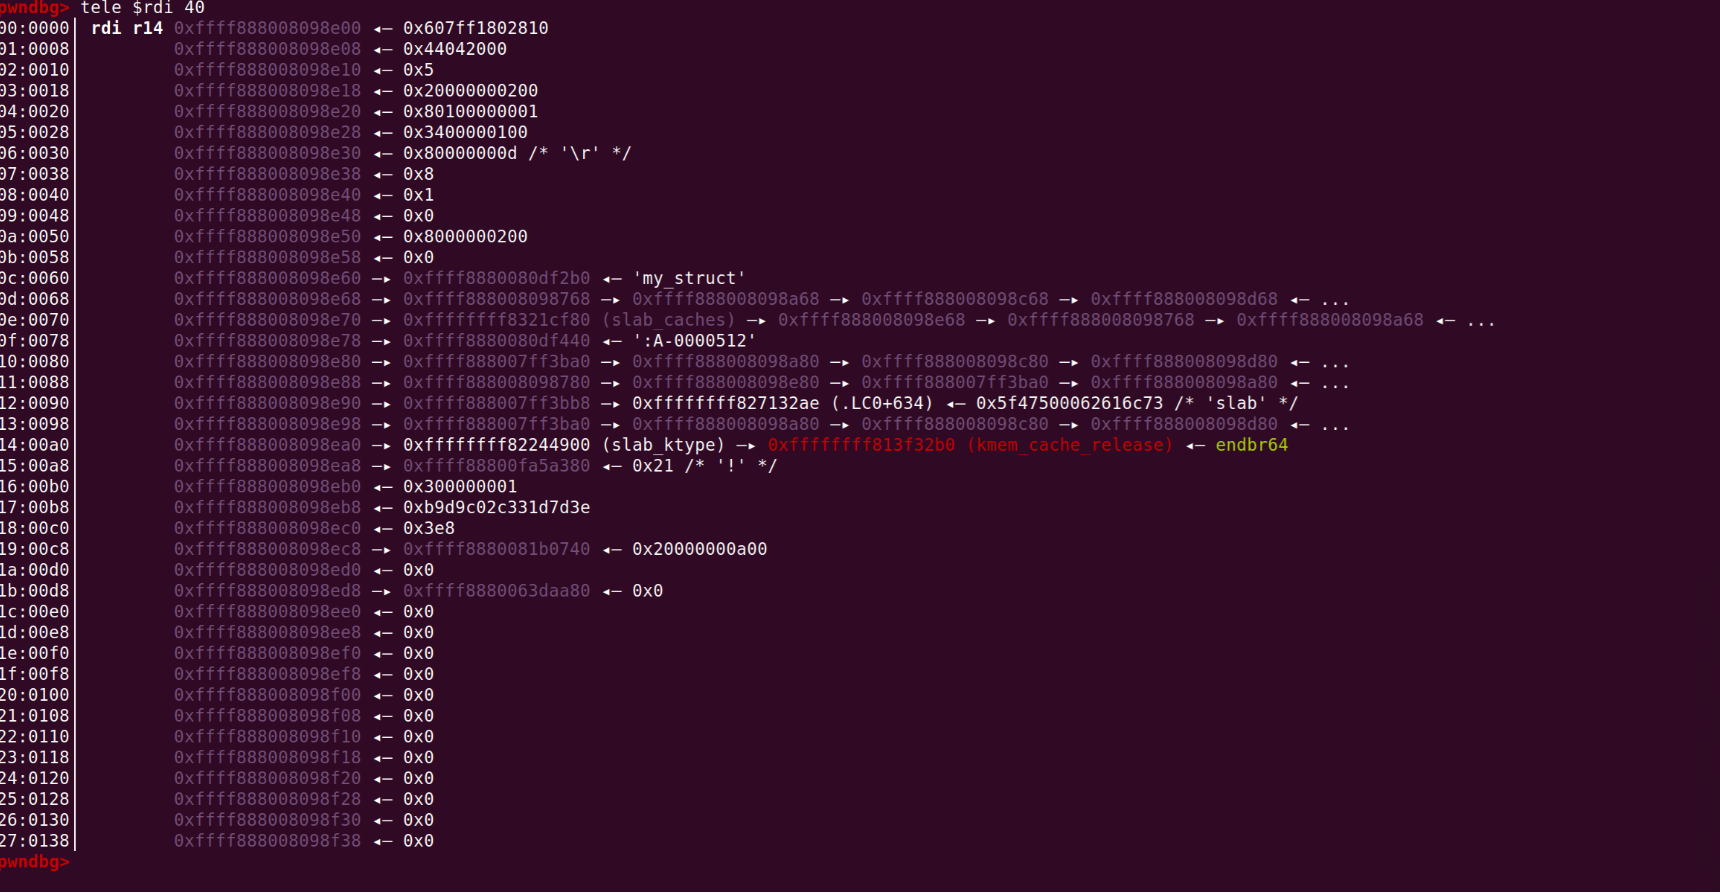 pwndbg> tele $rdi 40
00:0000│ rdi r14 0xffff888008098e00 ◂— 0x607ff1802810
01:0008│ 0xffff888008098e08 ◂— 0x44042000
02:0010│ 0xffff888008098e10 ◂— 0x5
03:0018│ 0xffff888008098e18 ◂— 0x20000000200
04:0020│ 0xffff888008098e20 ◂— 0x80100000001
05:0028│ 0xffff888008098e28 ◂— 0x3400000100
06:0030│ 0xffff888008098e30 ◂— 0x80000000d /* '\r' */
07:0038│ 0xffff888008098e38 ◂— 0x8
08:0040│ 0xffff888008098e40 ◂— 0x1
09:0048│ 0xffff888008098e48 ◂— 0x0
0a:0050│ 0xffff888008098e50 ◂— 0x8000000200
0b:0058│ 0xffff888008098e58 ◂— 0x0
0c:0060│ 0xffff888008098e60 —▸ 0xffff8880080df2b0 ◂— 'my_struct'
0d:0068│ 0xffff888008098e68 —▸ 0xffff888008098768 —▸ 0xffff888008098a68 —▸ 0xffff888008098c68 —▸ 0xffff888008098d68 ◂— ...
0e:0070│ 0xffff888008098e70 —▸ 0xffffffff8321cf80 (slab_caches) —▸ 0xffff888008098e68 —▸ 0xffff888008098768 —▸ 0xffff888008098a68 ◂— ...
0f:0078│ 0xffff888008098e78 —▸ 0xffff8880080df440 ◂— ':A-0000512'
10:0080│ 0xffff888008098e80 —▸ 0xffff888007ff3ba0 —▸ 0xffff888008098a80 —▸ 0xffff888008098c80 —▸ 0xffff888008098d80 ◂— ...
11:0088│ 0xffff888008098e88 —▸ 0xffff888008098780 —▸ 0xffff888008098e80 —▸ 0xffff888007ff3ba0 —▸ 0xffff888008098a80 ◂— ...
12:0090│ 0xffff888008098e90 —▸ 0xffff888007ff3bb8 —▸ 0xffffffff827132ae (.LC0+634) ◂— 0x5f47500062616c73 /* 'slab' */
13:0098│ 0xffff888008098e98 —▸ 0xffff888007ff3ba0 —▸ 0xffff888008098a80 —▸ 0xffff888008098c80 —▸ 0xffff888008098d80 ◂— ...
14:00a0│ 0xffff888008098ea0 —▸ 0xffffffff82244900 (slab_ktype) —▸ 0xffffffff813f32b0 (kmem_cache_release) ◂— endbr64
15:00a8│ 0xffff888008098ea8 —▸ 0xffff88800fa5a380 ◂— 0x21 /* '!' */
16:00b0│ 0xffff888008098eb0 ◂— 0x300000001
17:00b8│ 0xffff888008098eb8 ◂— 0xb9d9c02c331d7d3e
18:00c0│ 0xffff888008098ec0 ◂— 0x3e8
19:00c8│ 0xffff888008098ec8 —▸ 0xffff8880081b0740 ◂— 0x20000000a00
1a:00d0│ 0xffff888008098ed0 ◂— 0x0
1b:00d8│ 0xffff888008098ed8 —▸ 0xffff8880063daa80 ◂— 0x0
1c:00e0│ 0xffff888008098ee0 ◂— 0x0
1d:00e8│ 0xffff888008098ee8 ◂— 0x0
1e:00f0│ 0xffff888008098ef0 ◂— 0x0
1f:00f8│ 0xffff888008098ef8 ◂— 0x0
20:0100│ 0xffff888008098f00 ◂— 0x0
21:0108│ 0xffff888008098f08 ◂— 0x0
22:0110│ 0xffff888008098f10 ◂— 0x0
23:0118│ 0xffff888008098f18 ◂— 0x0
24:0120│ 0xffff888008098f20 ◂— 0x0
25:0128│ 0xffff888008098f28 ◂— 0x0
26:0130│ 0xffff888008098f30 ◂— 0x0
27:0138│ 0xffff888008098f38 ◂— 0x0
pwndbg>